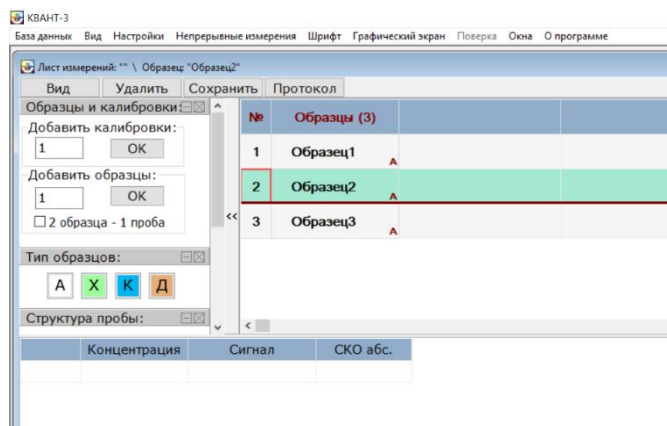 КВАНТ-3
База данных Вид Настройки Непрерывные измерения Шрифт Графический экран Поверка Окна О программе
Лист измерений: "" \ Образец: "Образец2"
Вид Удалить Сохранить Протокол
Образцы и калибровки:
№ Образцы (3)
Добавить калибровки:
1 OK
1 Образец1 А
Добавить образцы:
1 OK
2 Образец2 А
2 образца - 1 проба
<<
3 Образец3 А
Тип образцов:
А Х К Д
Структура пробы:
Концентрация Сигнал СКО абс.